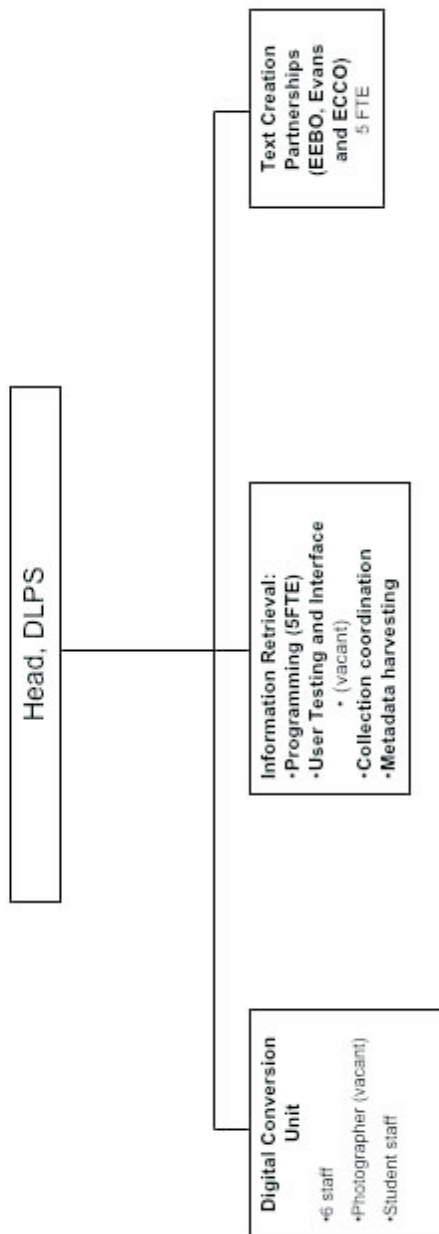 Head, DLPS
Digital Conversion
Unit
•6 staff
•Photographer (vacant)
•Student staff
Information Retrieval:
•Programming (5FTE)
•User Testing and Interface
• (vacant)
•Collection coordination
•Metadata harvesting
Text Creation
Partnerships
(EEBO, Evans
and ECCO)
5 FTE